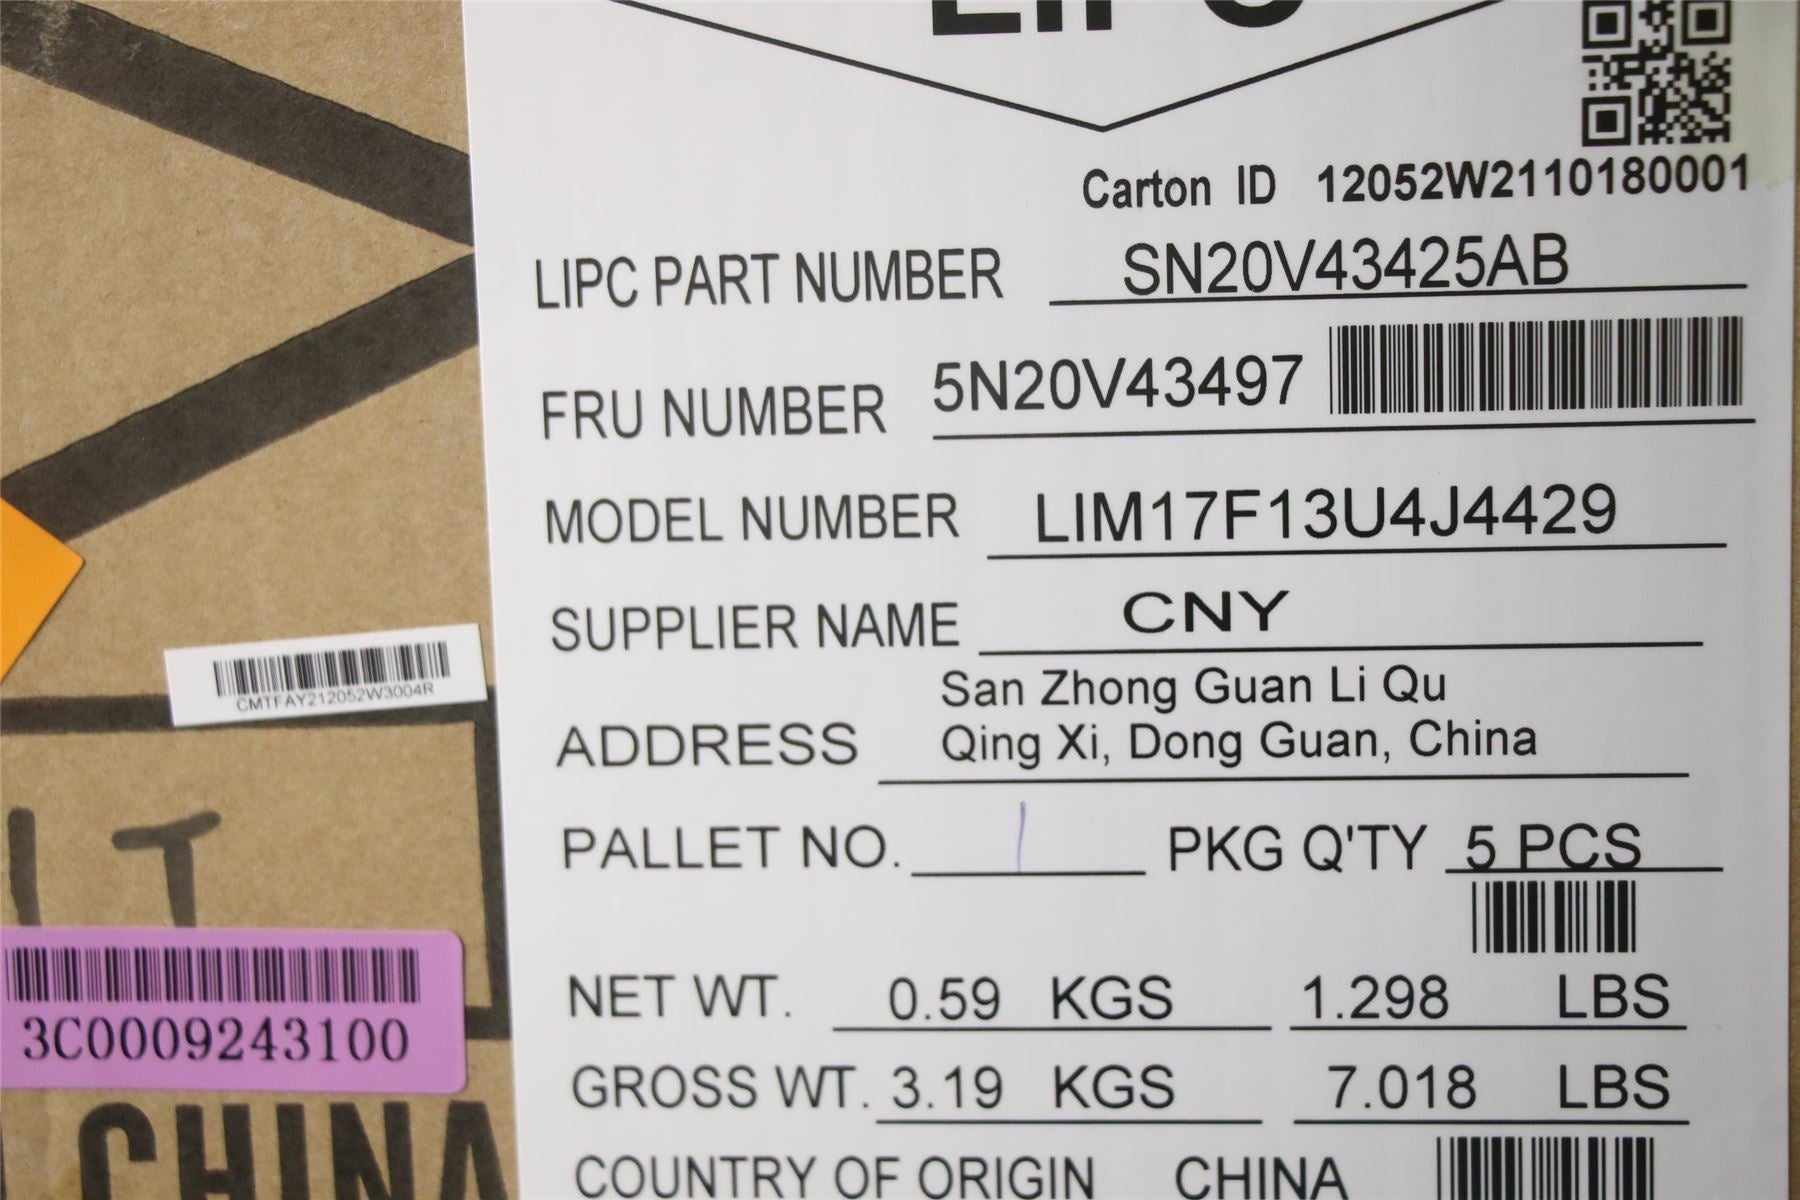 LIPC
Carton ID 12052W2110180001
LIPC PART NUMBER SN20V43425AB
FRU NUMBER 5N20V43497
MODEL NUMBER LIM17F13U4J4429
SUPPLIER NAME CNY
San Zhong Guan Li Qu
ADDRESS Qing Xi, Dong Guan, China
PALLET NO. 1 PKG Q'TY 5 PCS
NET WT. 0.59 KGS 1.298 LBS
GROSS WT. 3.19 KGS 7.018 LBS
COUNTRY OF ORIGIN CHINA
CMTFAY212052W3004R
3C0009243100
CHINA